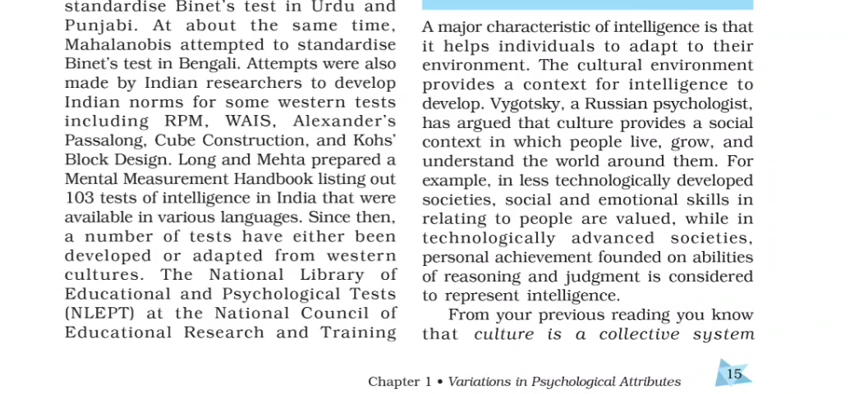 standardise Binet's test in Urdu and
Punjabi. At about the same time,
Mahalanobis attempted to standardise
Binet's test in Bengali. Attempts were also
made by Indian researchers to develop
Indian norms for some western tests
including RPM, WAIS, Alexander's
Passalong, Cube Construction, and Kohs'
Block Design. Long and Mehta prepared a
Mental Measurement Handbook listing out
103 tests of intelligence in India that were
available in various languages. Since then,
a number of tests have either been
developed or adapted from western
cultures. The National Library of
Educational and Psychological Tests
(NLEPT) at the National Council of
Educational Research and Training
A major characteristic of intelligence is that
it helps individuals to adapt to their
environment. The cultural environment
provides a context for intelligence to
develop. Vygotsky, a Russian psychologist,
has argued that culture provides a social
context in which people live, grow, and
understand the world around them. For
example, in less technologically developed
societies, social and emotional skills in
relating to people are valued, while in
technologically advanced societies,
personal achievement founded on abilities
of reasoning and judgment is considered
to represent intelligence.
From your previous reading you know
that culture is a collective system
Chapter 1 • Variations in Psychological Attributes
15